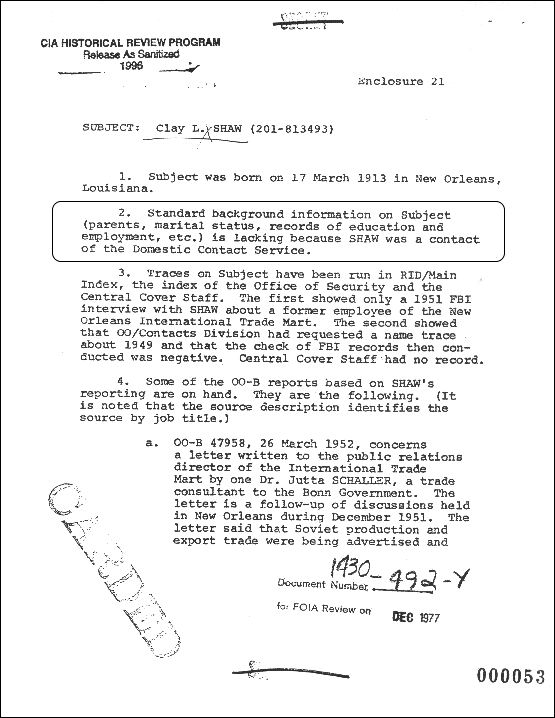 CIA HISTORICAL REVIEW PROGRAM
Release As Sanitized
1996
Enclosure 21
SUBJECT: Clay L. SHAW (201-813493)
1. Subject was born on 17 March 1913 in New Orleans,
Louisiana.
2. Standard background information on Subject
(parents, marital status, records of education and
employment, etc.) is lacking because SHAW was a contact
of the Domestic Contact Service.
3. Traces on Subject have been run in RID/Main
Index, the index of the Office of Security and the
Central Cover Staff. The first showed only a 1951 FBI
interview with SHAW about a former employee of the New
Orleans International Trade Mart. The second showed
that OO/Contacts Division had requested a name trace
about 1949 and that the check of FBI records then con-
ducted was negative. Central Cover Staff had no record.
4. Some of the OO-B reports based on SHAW's
reporting are on hand. They are the following. (It
is noted that the source description identifies the
source by job title.)
a. OO-B 47958, 26 March 1952, concerns
a letter written to the public relations
director of the International Trade
Mart by one Dr. Jutta SCHALLER, a trade
consultant to the Bonn Government. The
letter is a follow-up of discussions held
in New Orleans during December 1951. The
letter said that Soviet production and
export trade were being advertised and
CARDED
1430-492-Y
Document Number
for FOIA Review on DEC 1977
000053